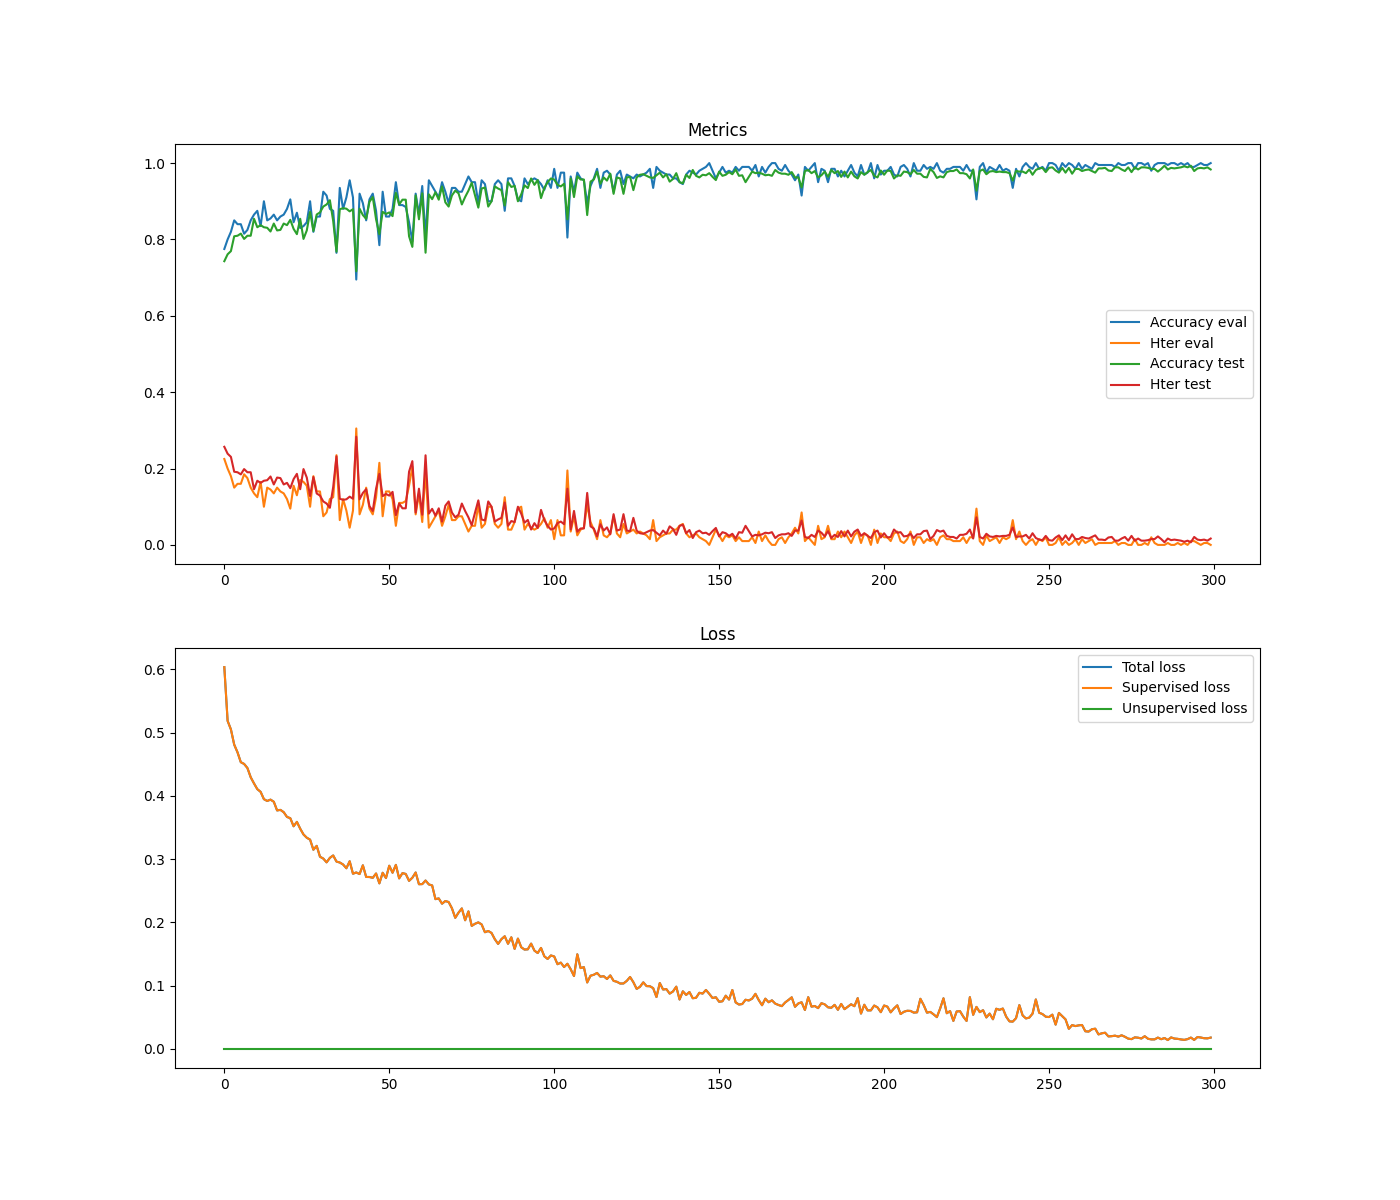 Metrics
1.0
0.8
0.6
0.4
0.2
0.0
Accuracy eval
Hter eval
Accuracy test
Hter test
0 50 100 150 200 250 300
Loss
0.6
0.5
0.4
0.3
0.2
0.1
0.0
Total loss
Supervised loss
Unsupervised loss
0 50 100 150 200 250 300